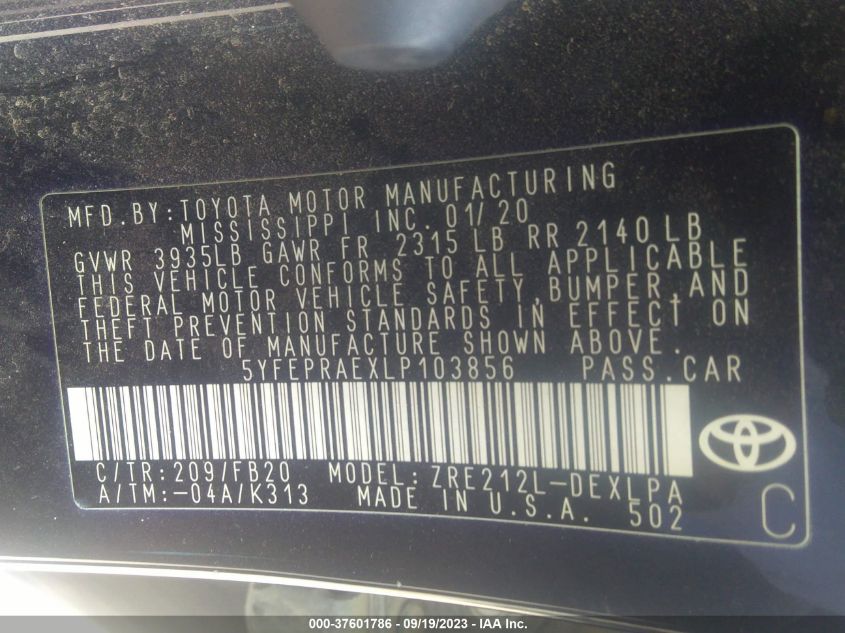 MFD.BY:TOYOTA MOTOR MANUFACTURING
MISSISSIPPI INC. 01/20
GVWR 3935LB GAWR FR 2315LB RR 2140LB
THIS VEHICLE CONFORMS TO ALL APPLICABLE
FEDERAL MOTOR VEHICLE SAFETY,BUMPER,AND
THEFT PREVENTION STANDARDS IN EFFECT ON
THE DATE OF MANUFACTURE SHOWN ABOVE.
5YFEPRAEXLP103856 PASS.CAR
C/TR:209/FB20 MODEL:ZRE212L-DEXLPA
A/TM:-04A/K313 MADE IN U.S.A. 502
C
000-37601786 - 09/19/2023 - IAA Inc.